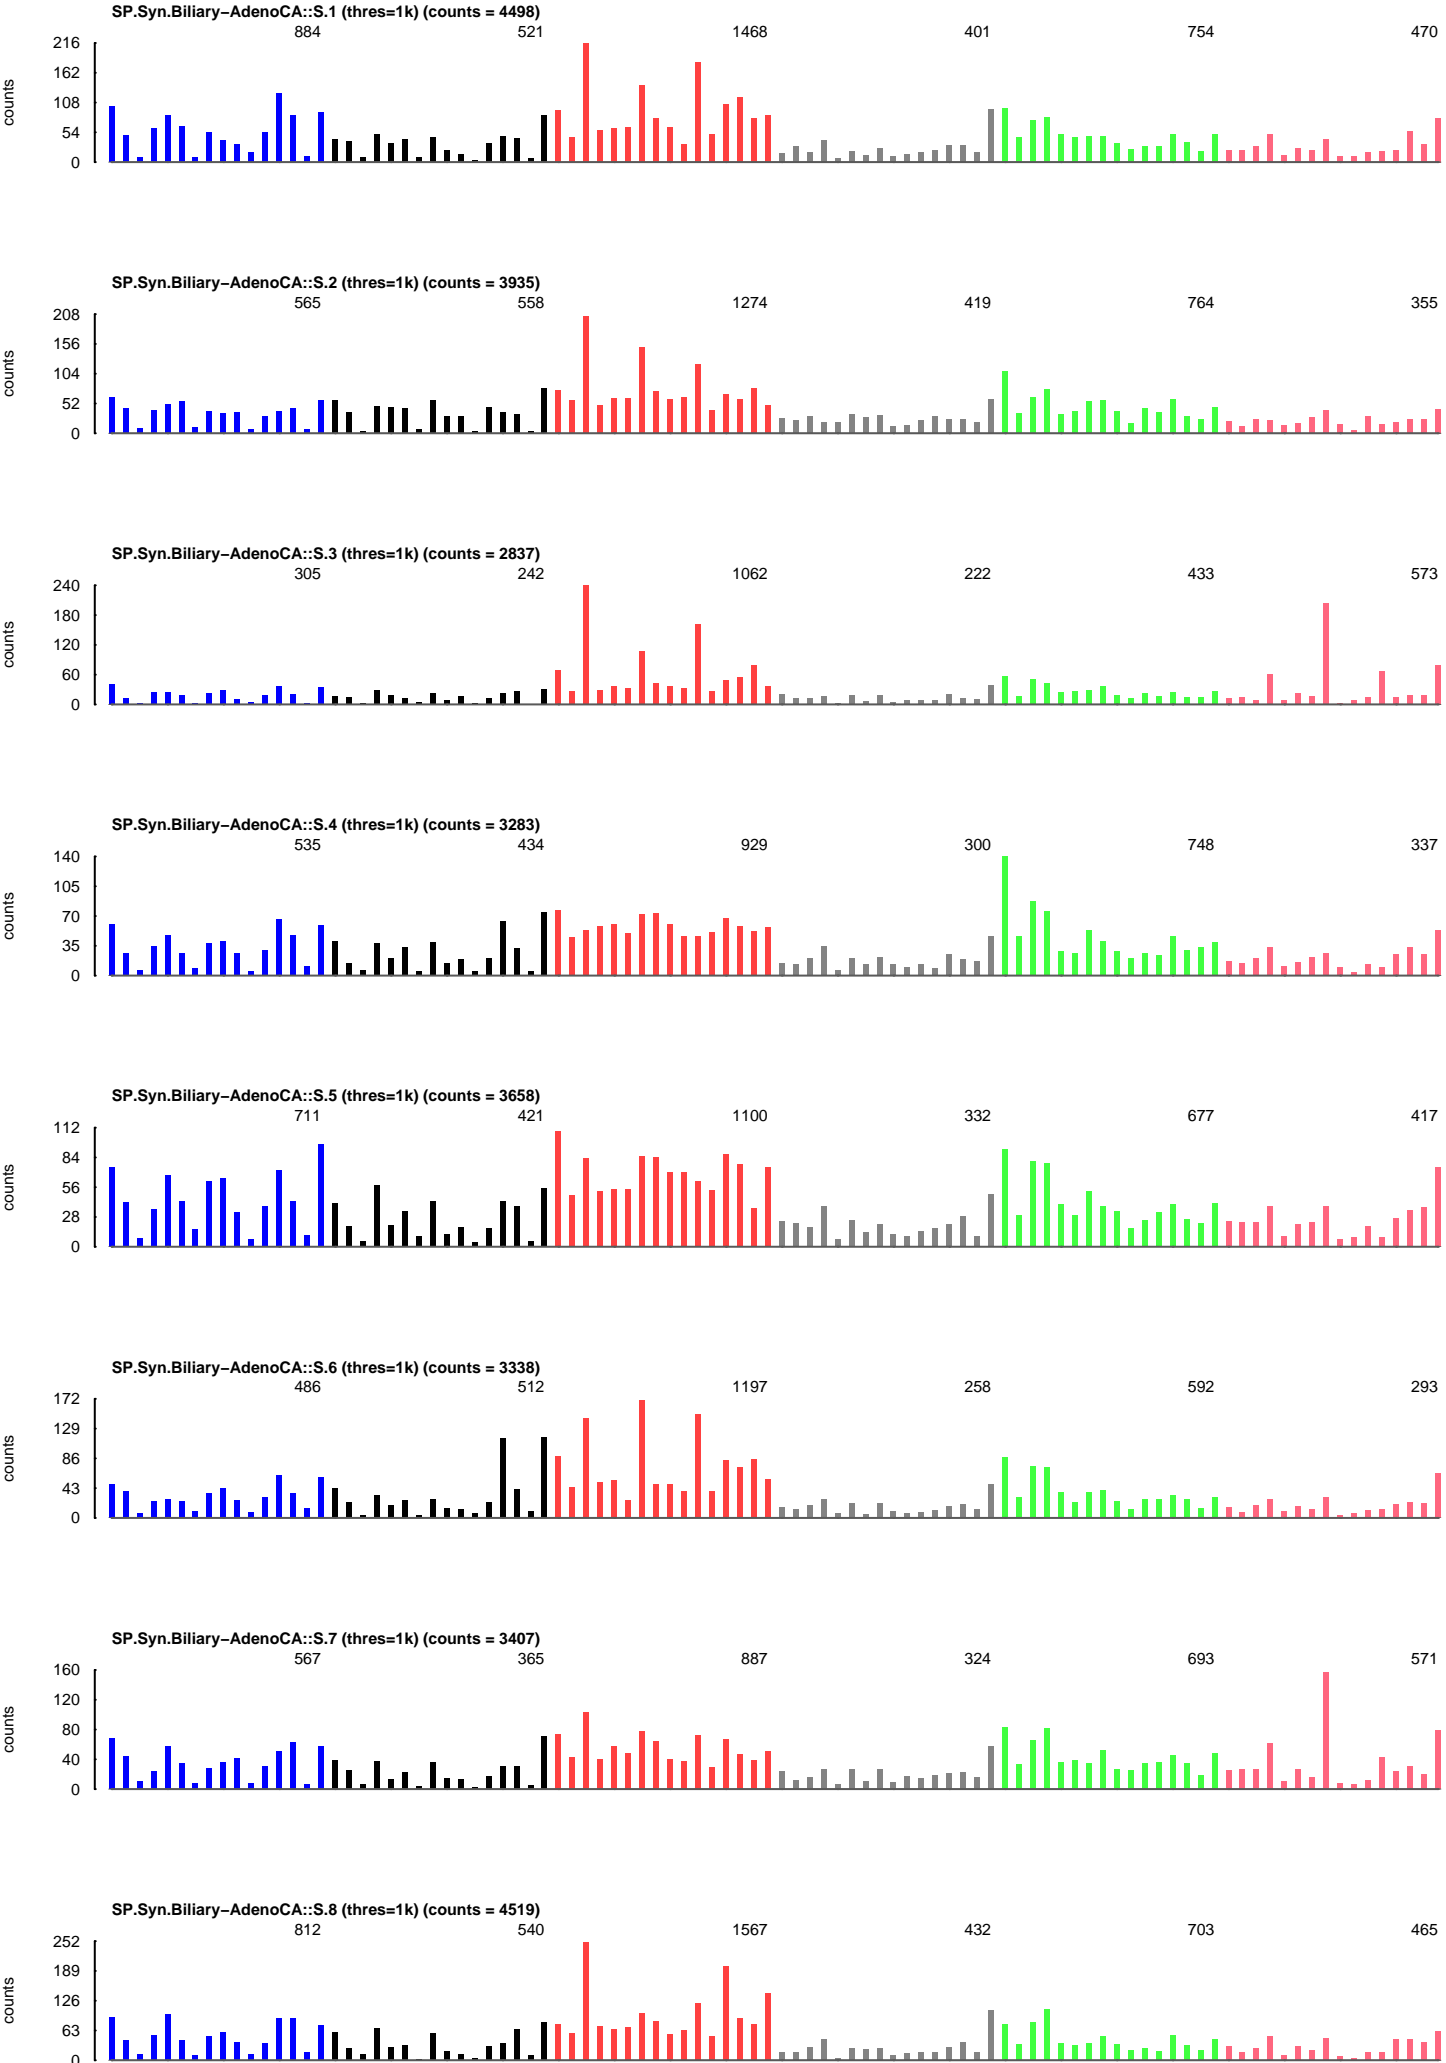 SP.Syn.Biliary−AdenoCA::S.1 (thres=1k) (counts = 4498)
884 521 1468 401 754 470
216
162
108
54
0
counts
SP.Syn.Biliary−AdenoCA::S.2 (thres=1k) (counts = 3935)
565 558 1274 419 764 355
208
156
104
52
0
counts
SP.Syn.Biliary−AdenoCA::S.3 (thres=1k) (counts = 2837)
305 242 1062 222 433 573
240
180
120
60
0
counts
SP.Syn.Biliary−AdenoCA::S.4 (thres=1k) (counts = 3283)
535 434 929 300 748 337
140
105
70
35
0
counts
SP.Syn.Biliary−AdenoCA::S.5 (thres=1k) (counts = 3658)
711 421 1100 332 677 417
112
84
56
28
0
counts
SP.Syn.Biliary−AdenoCA::S.6 (thres=1k) (counts = 3338)
486 512 1197 258 592 293
172
129
86
43
0
counts
SP.Syn.Biliary−AdenoCA::S.7 (thres=1k) (counts = 3407)
567 365 887 324 693 571
160
120
80
40
0
counts
SP.Syn.Biliary−AdenoCA::S.8 (thres=1k) (counts = 4519)
812 540 1567 432 703 465
252
189
126
63
0
counts